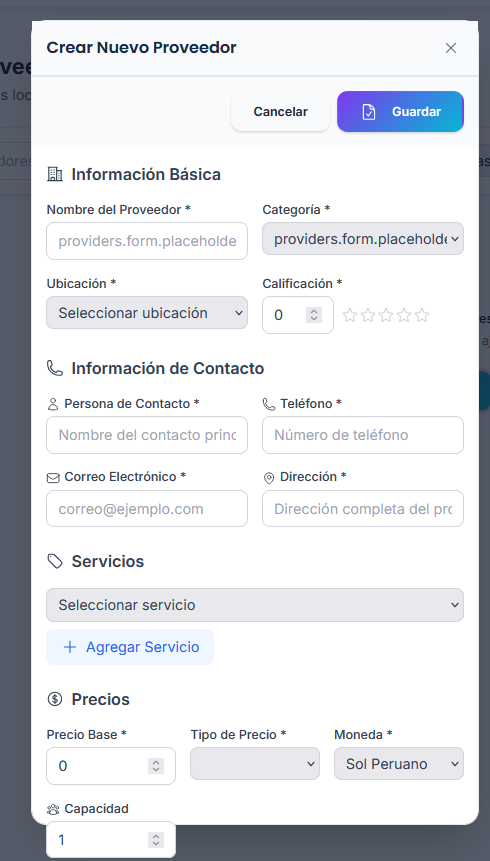 Crear Nuevo Proveedor
Cancelar
Guardar
Información Básica
Nombre del Proveedor *
Categoría *
providers.form.placeholde
providers.form.placeholde
Ubicación *
Calificación *
Seleccionar ubicación
0
Información de Contacto
Persona de Contacto *
Teléfono *
Nombre del contacto princ
Número de teléfono
Correo Electrónico *
Dirección *
correo@ejemplo.com
Dirección completa del pro
Servicios
Seleccionar servicio
Agregar Servicio
Precios
Precio Base *
Tipo de Precio *
Moneda *
0
Sol Peruano
Capacidad
1